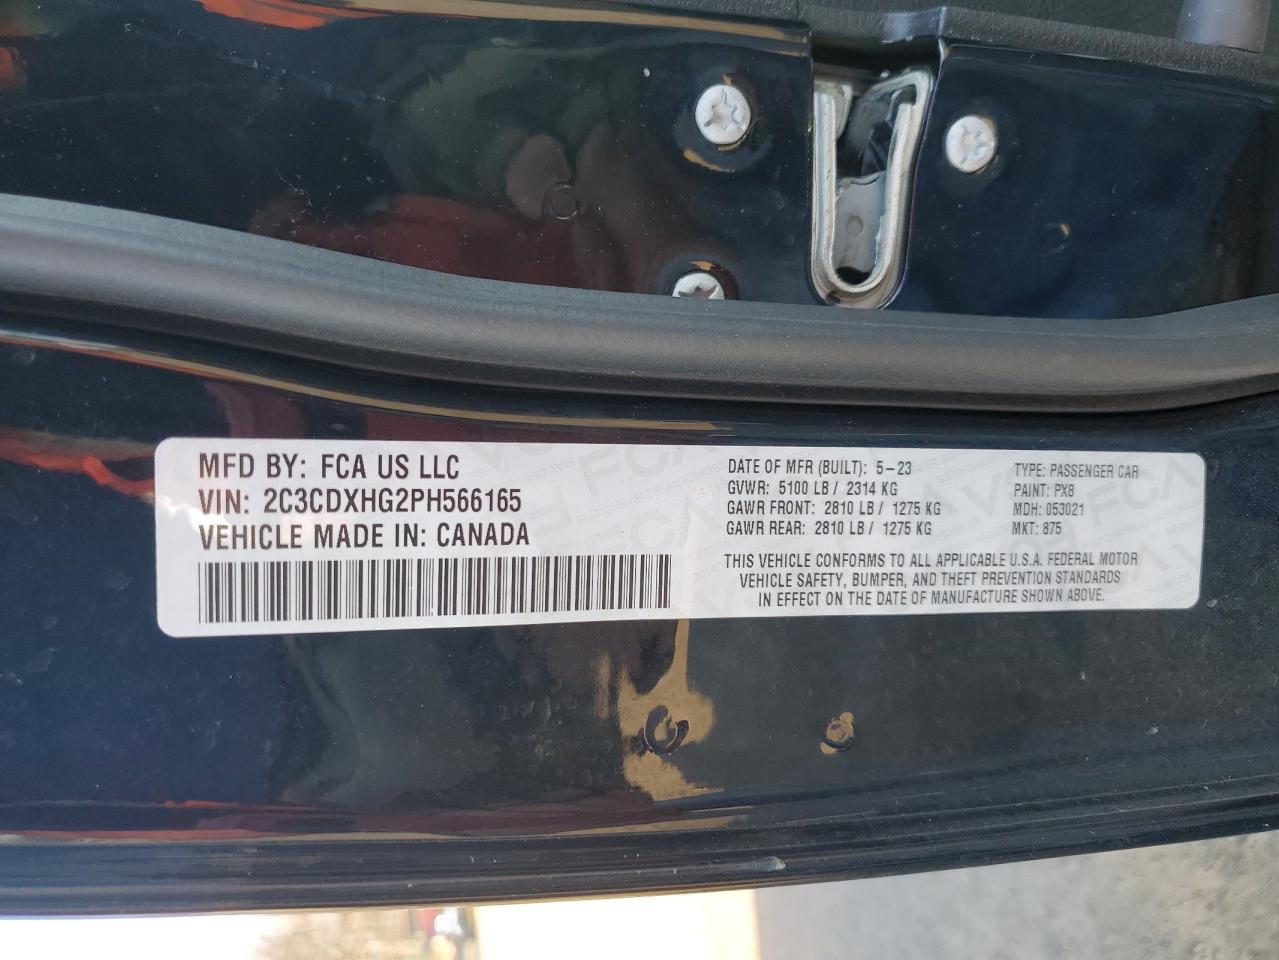 MFD BY: FCA US LLC
VIN: 2C3CDXHG2PH566165
VEHICLE MADE IN: CANADA
DATE OF MFR (BUILT): 5-23
GVWR: 5100 LB / 2314 KG
GAWR FRONT: 2810 LB / 1275 KG
GAWR REAR: 2810 LB / 1275 KG
TYPE: PASSENGER CAR
PAINT: PX8
MDH: 053021
MKT: 875
THIS VEHICLE CONFORMS TO ALL APPLICABLE U.S.A. FEDERAL MOTOR
VEHICLE SAFETY, BUMPER, AND THEFT PREVENTION STANDARDS
IN EFFECT ON THE DATE OF MANUFACTURE SHOWN ABOVE.